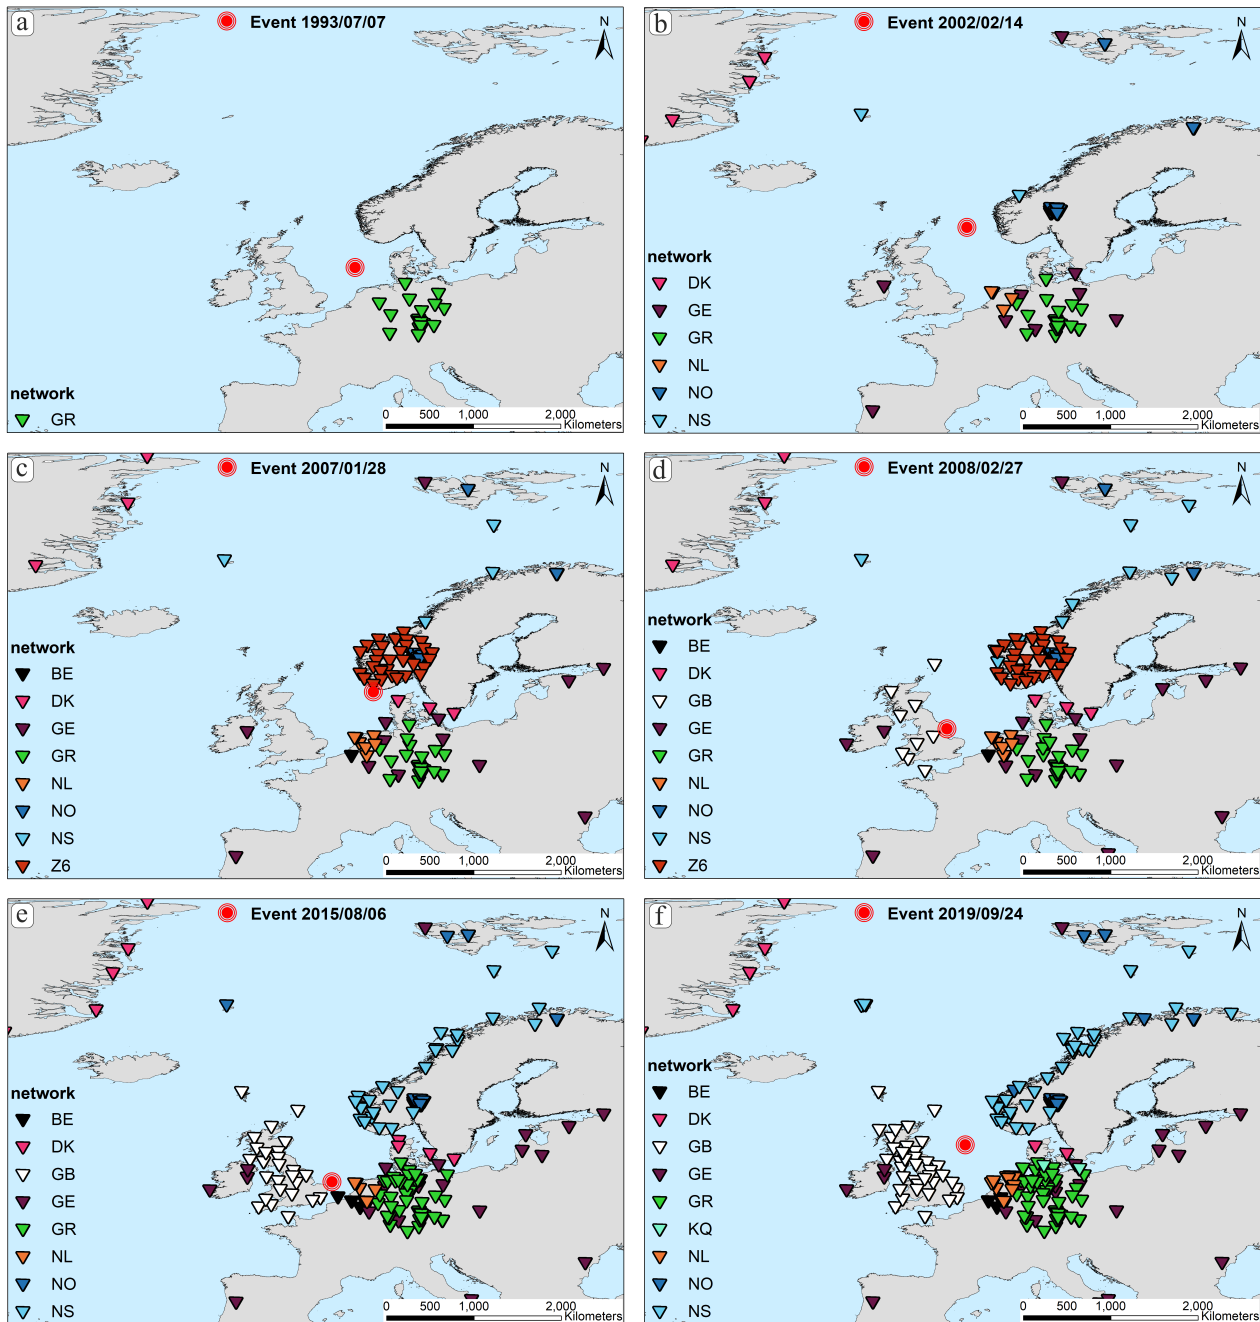 a
Event 1993/07/07
N
network
GR
0 500 1,000 2,000
Kilometers
b
Event 2002/02/14
N
network
DK
GE
GR
NL
NO
NS
0 500 1,000 2,000
Kilometers
c
Event 2007/01/28
N
network
BE
DK
GE
GR
NL
NO
NS
Z6
0 500 1,000 2,000
Kilometers
d
Event 2008/02/27
N
network
BE
DK
GB
GE
GR
NL
NO
NS
Z6
0 500 1,000 2,000
Kilometers
e
Event 2015/08/06
N
network
BE
DK
GB
GE
GR
NL
NO
NS
0 500 1,000 2,000
Kilometers
f
Event 2019/09/24
N
network
BE
DK
GB
GE
GR
KQ
NL
NO
NS
0 500 1,000 2,000
Kilometers